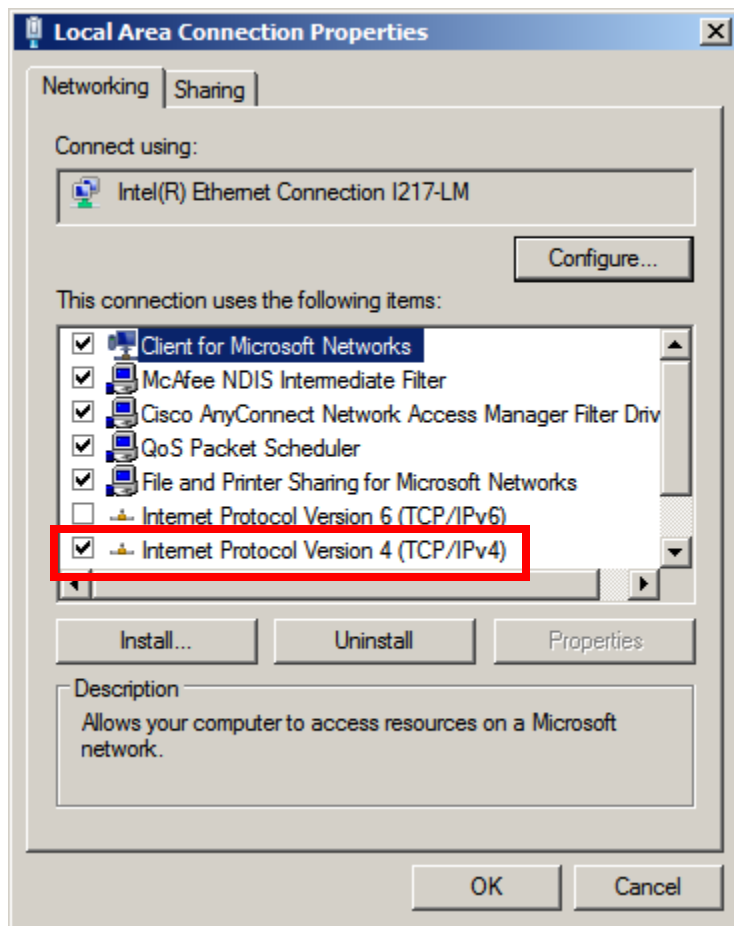 Local Area Connection Properties
Networking
Sharing
Connect using:
Intel(R) Ethernet Connection I217-LM
Configure...
This connection uses the following items:
Client for Microsoft Networks
McAfee NDIS Intermediate Filter
Cisco AnyConnect Network Access Manager Filter Driv
QoS Packet Scheduler
File and Printer Sharing for Microsoft Networks
Internet Protocol Version 6 (TCP/IPv6)
Internet Protocol Version 4 (TCP/IPv4)
Install...
Uninstall
Properties
Description
Allows your computer to access resources on a Microsoft
network.
OK
Cancel